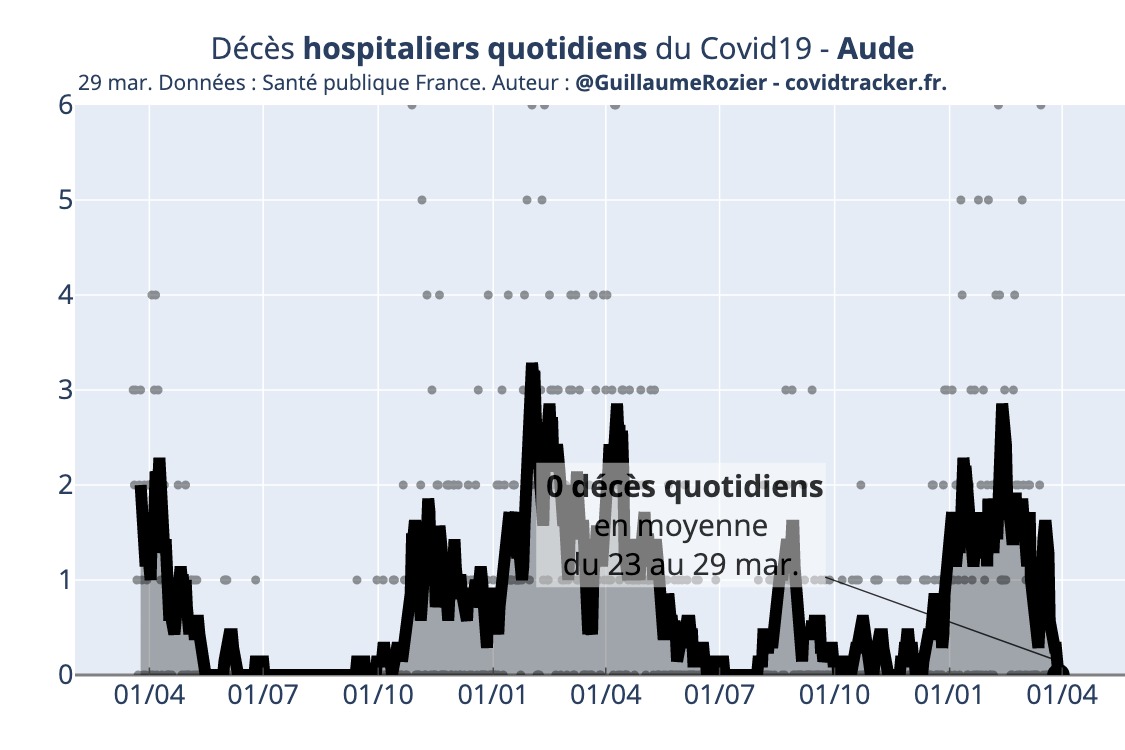 Décès hospitaliers quotidiens du Covid19 - Aude
29 mar. Données : Santé publique France. Auteur : @GuillaumeRozier - covidtracker.fr.
6
5
4
3
2
1
0
0 décès quotidiens
en moyenne
du 23 au 29 mar.
01/04 01/07 01/10 01/01 01/04 01/07 01/10 01/01 01/04